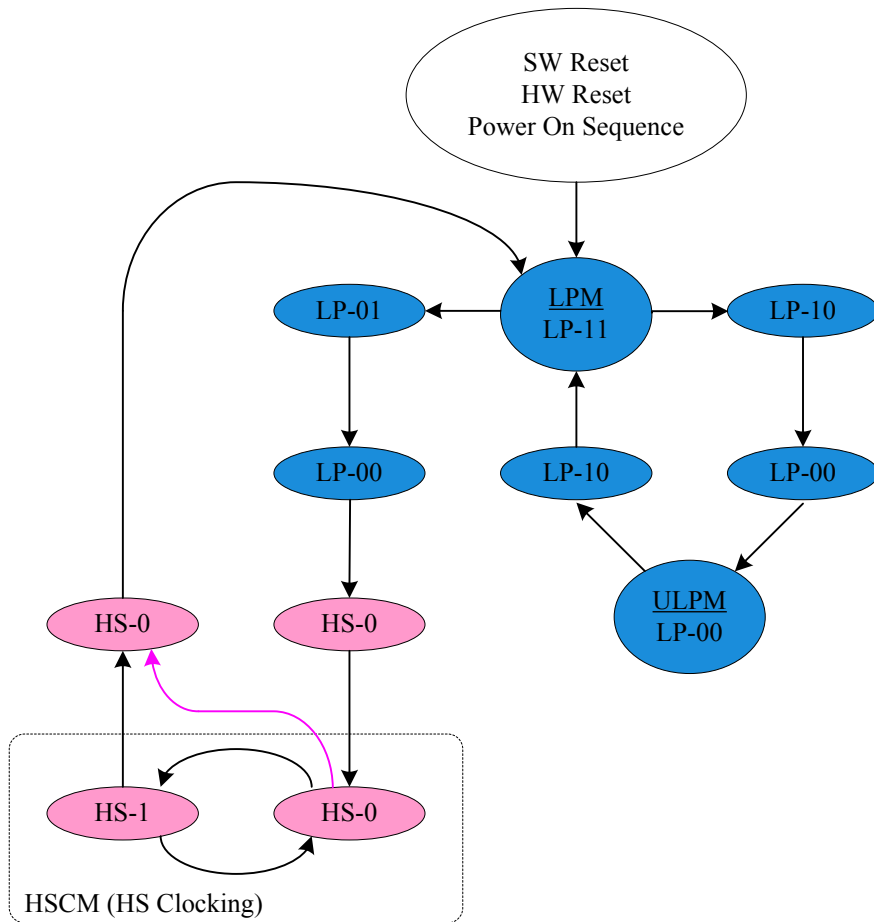 SW Reset
HW Reset
Power On Sequence
LPM
LP-11
LP-01
LP-10
LP-00
LP-10
LP-00
ULPM
LP-00
HS-0
HS-0
HS-1
HS-0
HSCM (HS Clocking)